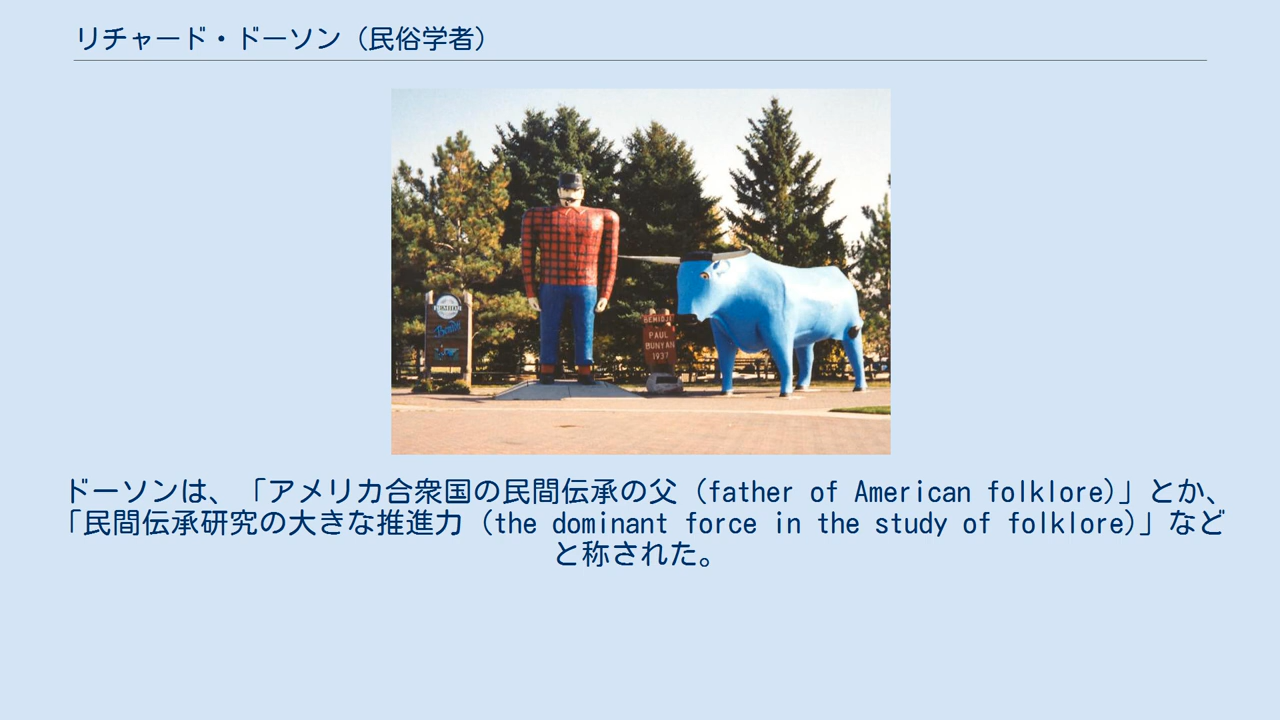 リチャード・ドーソン（民俗学者）
BEMIDJI
PAUL
BUNYAN
1937
ドーソンは、「アメリカ合衆国の民間伝承の父（father of American folklore)」とか、
「民間伝承研究の大きな推進力（the dominant force in the study of folklore)」など
と称された。